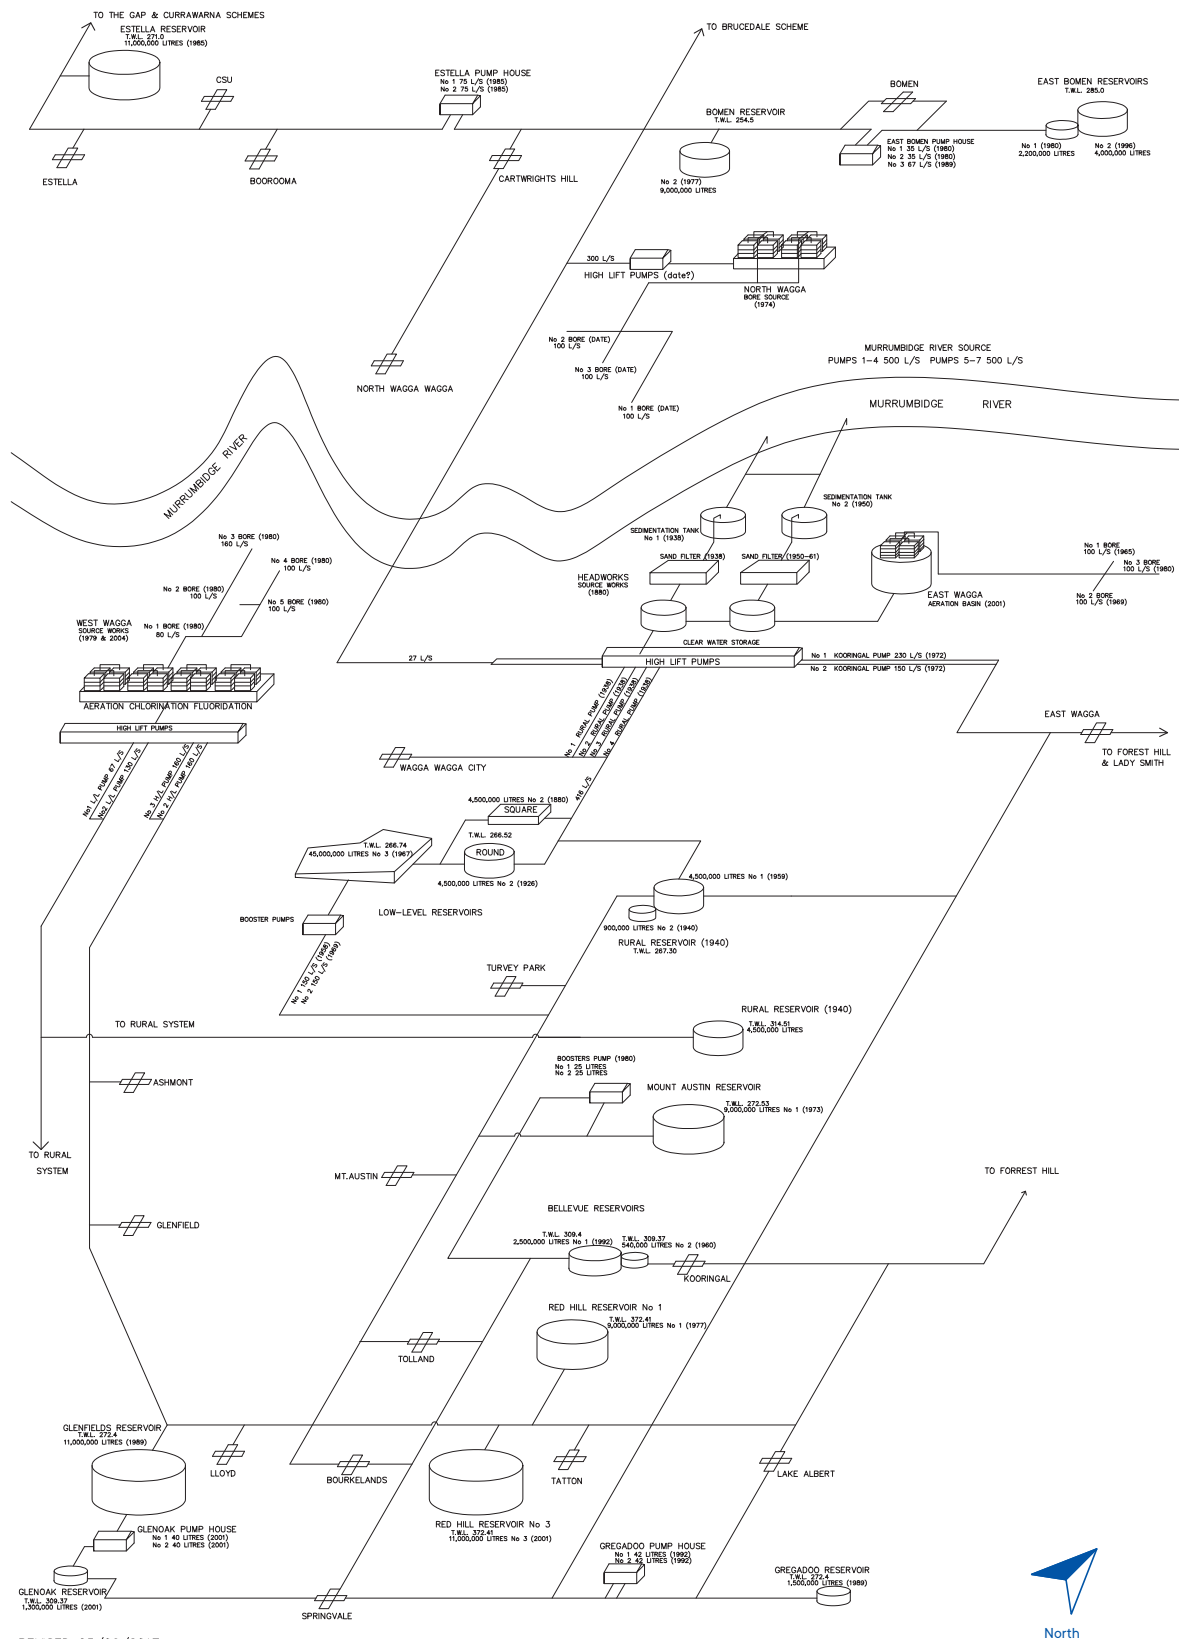 TO THE GAP & CURRAWARNA SCHEMES
ESTELLA RESERVOIR
T.W.L. 271.0
11,000,000 LITRES (1985)
TO BRUCEDALE SCHEME
CSU
ESTELLA PUMP HOUSE
No 1 75 L/S (1985)
No 2 75 L/S (1985)
BOMEN
EAST BOMEN RESERVOIRS
T.W.L. 285.0
BOMEN RESERVOIR
T.W.L. 254.5
EAST BOMEN PUMP HOUSE
No 1 35 L/S (1980)
No 2 35 L/S (1980)
No 3 67 L/S (1989)
No 1 (1980)
2,200,000 LITRES
No 2 (1996)
4,000,000 LITRES
ESTELLA
BOOROOMA
CARTWRIGHTS HILL
No 2 (1977)
9,000,000 LITRES
300 L/S
HIGH LIFT PUMPS (date?)
NORTH WAGGA
BORE SOURCE
(1974)
No 2 BORE (DATE)
100 L/S
No 3 BORE (DATE)
100 L/S
No 1 BORE (DATE)
100 L/S
NORTH WAGGA WAGGA
MURRUMBIDGE RIVER SOURCE
PUMPS 1-4 500 L/S PUMPS 5-7 500 L/S
MURRUMBIDGE RIVER
MURRUMBIDGE RIVER
SEDIMENTATION TANK
No 2 (1950)
SEDIMENTATION TANK
No 1 (1938)
SAND FILTER (1938)
SAND FILTER (1950-61)
HEADWORKS
SOURCE WORKS
(1880)
EAST WAGGA
AERATION BASIN (2001)
No 1 BORE
100 L/S (1965)
No 3 BORE
100 L/S (1980)
No 2 BORE
100 L/S (1969)
No 3 BORE (1980)
160 L/S
No 4 BORE (1980)
100 L/S
No 2 BORE (1980)
100 L/S
No 5 BORE (1980)
100 L/S
No 1 BORE (1980)
80 L/S
WEST WAGGA
SOURCE WORKS
(1979 & 2004)
AERATION CHLORINATION FLUORIDATION
HIGH LIFT PUMPS
No1 L/L PUMP 67 L/S
No2 L/L PUMP 130 L/S
No 3 H/L PUMP 160 L/S
No 2 H/L PUMP 160 L/S
CLEAR WATER STORAGE
27 L/S
HIGH LIFT PUMPS
No 1 KOORINGAL PUMP 230 L/S (1972)
No 2 KOORINGAL PUMP 150 L/S (1972)
No 1 RURAL PUMP (1938)
No 2 RURAL PUMP (1938)
No 3 RURAL PUMP (1938)
No 4 RURAL PUMP (1938)
EAST WAGGA
TO FOREST HILL
& LADY SMITH
WAGGA WAGGA CITY
416 L/S
4,500,000 LITRES No 2 (1880)
SQUARE
T.W.L. 266.52
ROUND
4,500,000 LITRES No 2 (1926)
T.W.L. 266.74
45,000,000 LITRES No 3 (1967)
LOW-LEVEL RESERVOIRS
BOOSTER PUMPS
No 1 150 L/S (1958)
No 2 150 L/S (1969)
4,500,000 LITRES No 1 (1959)
900,000 LITRES No 2 (1940)
RURAL RESERVOIR (1940)
T.W.L. 267.30
TURVEY PARK
TO RURAL SYSTEM
RURAL RESERVOIR (1940)
T.W.L. 314.51
4,500,000 LITRES
BOOSTERS PUMP (1980)
No 1 25 LITRES
No 2 25 LITRES
ASHMONT
MOUNT AUSTIN RESERVOIR
T.W.L. 272.53
9,000,000 LITRES No 1 (1973)
TO RURAL
SYSTEM
MT.AUSTIN
TO FORREST HILL
GLENFIELD
BELLEVUE RESERVOIRS
T.W.L. 309.4
2,500,000 LITRES No 1 (1992)
T.W.L. 309.37
540,000 LITRES No 2 (1960)
KOORINGAL
RED HILL RESERVOIR No 1
T.W.L. 372.41
9,000,000 LITRES No 1 (1977)
TOLLAND
GLENFIELDS RESERVOIR
T.W.L. 272.4
11,000,000 LITRES (1989)
LLOYD
BOURKELANDS
TATTON
LAKE ALBERT
GLENOAK PUMP HOUSE
No 1 40 LITRES (2001)
No 2 40 LITRES (2001)
RED HILL RESERVOIR No 3
T.W.L. 372.41
11,000,000 LITRES No 3 (2001)
GREGADOO PUMP HOUSE
No 1 42 LITRES (1992)
No 2 42 LITRES (1992)
GREGADOO RESERVOIR
T.W.L. 272.4
1,500,000 LITRES (1989)
GLENOAK RESERVOIR
T.W.L. 309.37
1,300,000 LITRES (2001)
SPRINGVALE
North